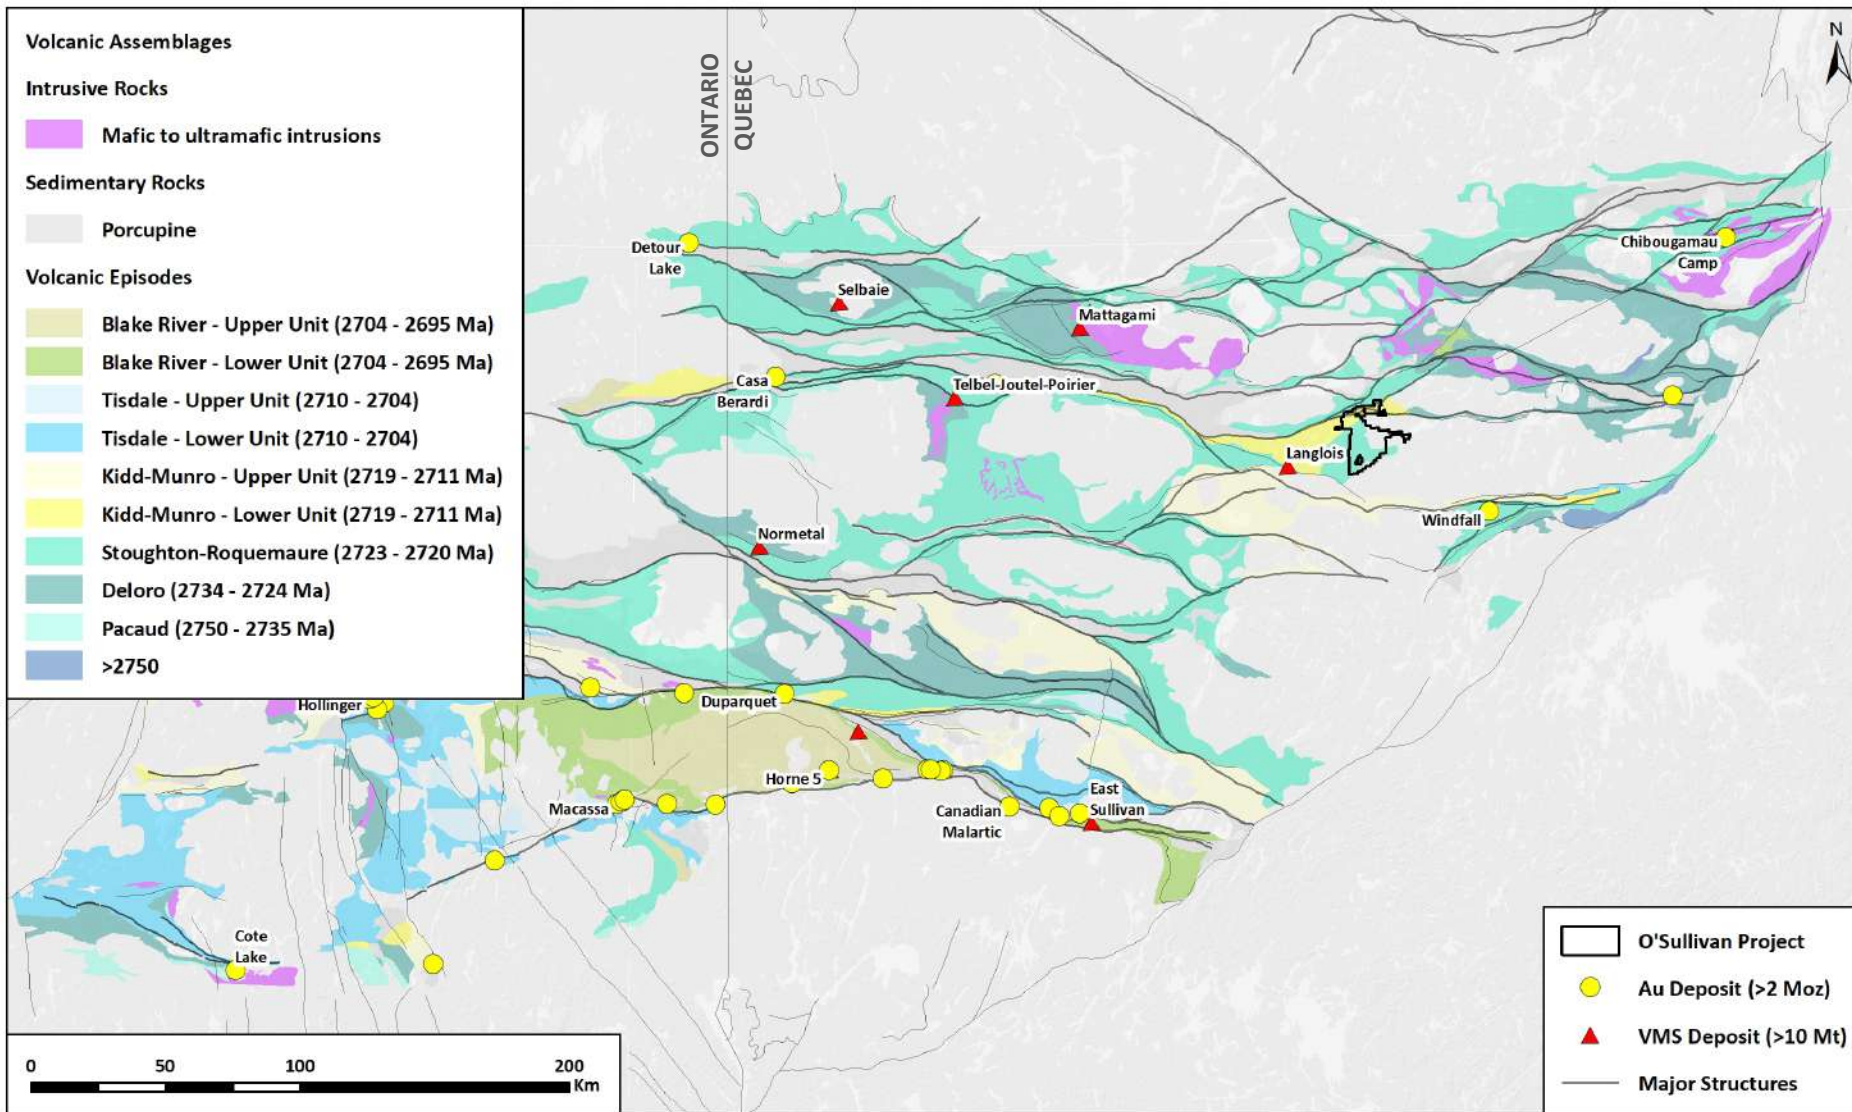 Volcanic Assemblages
Intrusive Rocks
Mafic to ultramafic intrusions
Sedimentary Rocks
Porcupine
Volcanic Episodes
Blake River - Upper Unit (2704 - 2695 Ma)
Blake River - Lower Unit (2704 - 2695 Ma)
Tisdale - Upper Unit (2710 - 2704)
Tisdale - Lower Unit (2710 - 2704)
Kidd-Munro - Upper Unit (2719 - 2711 Ma)
Kidd-Munro - Lower Unit (2719 - 2711 Ma)
Stoughton-Roquemaure (2723 - 2720 Ma)
Deloro (2734 - 2724 Ma)
Pacaud (2750 - 2735 Ma)
>2750
ONTARIO
QUEBEC
N
Detour
Lake
Selbaie
Mattagami
Chibougamau
Camp
Casa
Berardi
Telbel-Joutel-Poirier
Langlois
Windfall
Normetal
Hollinger
Duparquet
Horne 5
Macassa
Canadian
Malartic
East
Sullivan
Cote
Lake
0 50 100 200
Km
O'Sullivan Project
Au Deposit (>2 Moz)
VMS Deposit (>10 Mt)
Major Structures